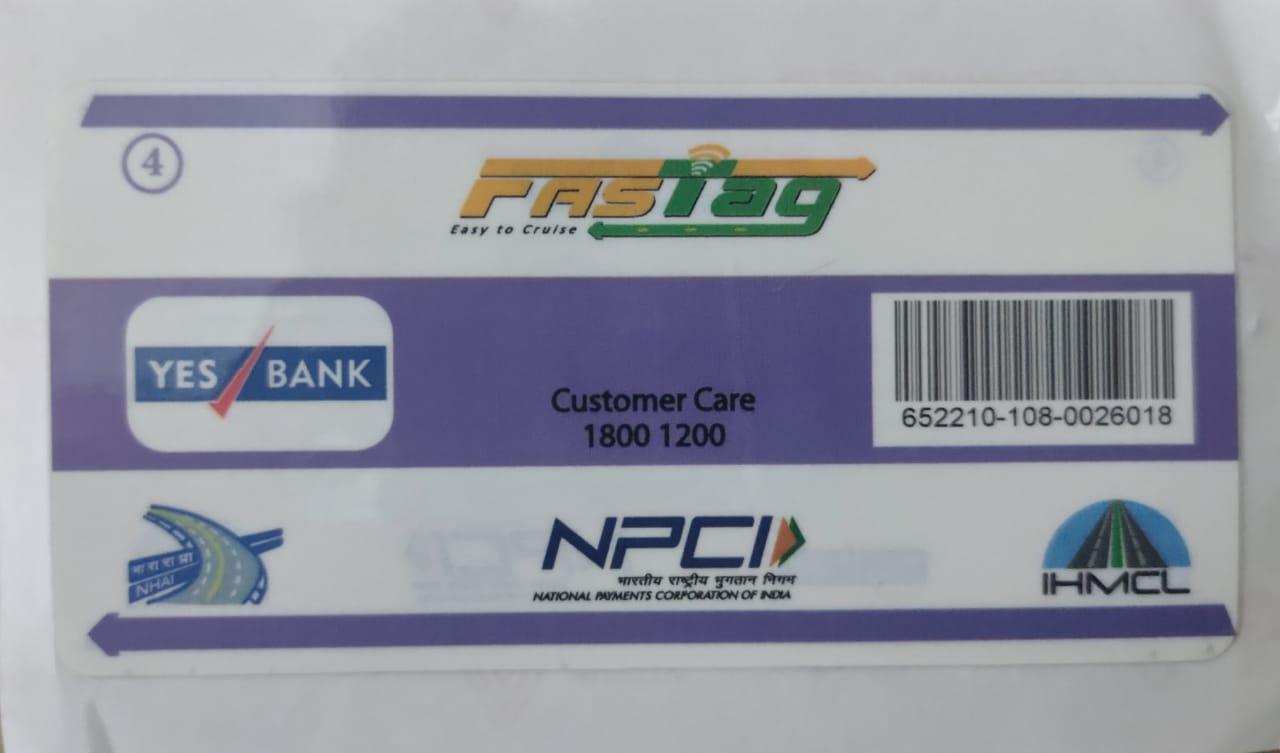 4
FASTag
Easy to Cruise
YES BANK
Customer Care
1800 1200
652210-108-0026018
भा रा रा प्रा
NHAI
NPCI
भारतीय राष्ट्रीय भुगतान निगम
NATIONAL PAYMENTS CORPORATION OF INDIA
IHMCL